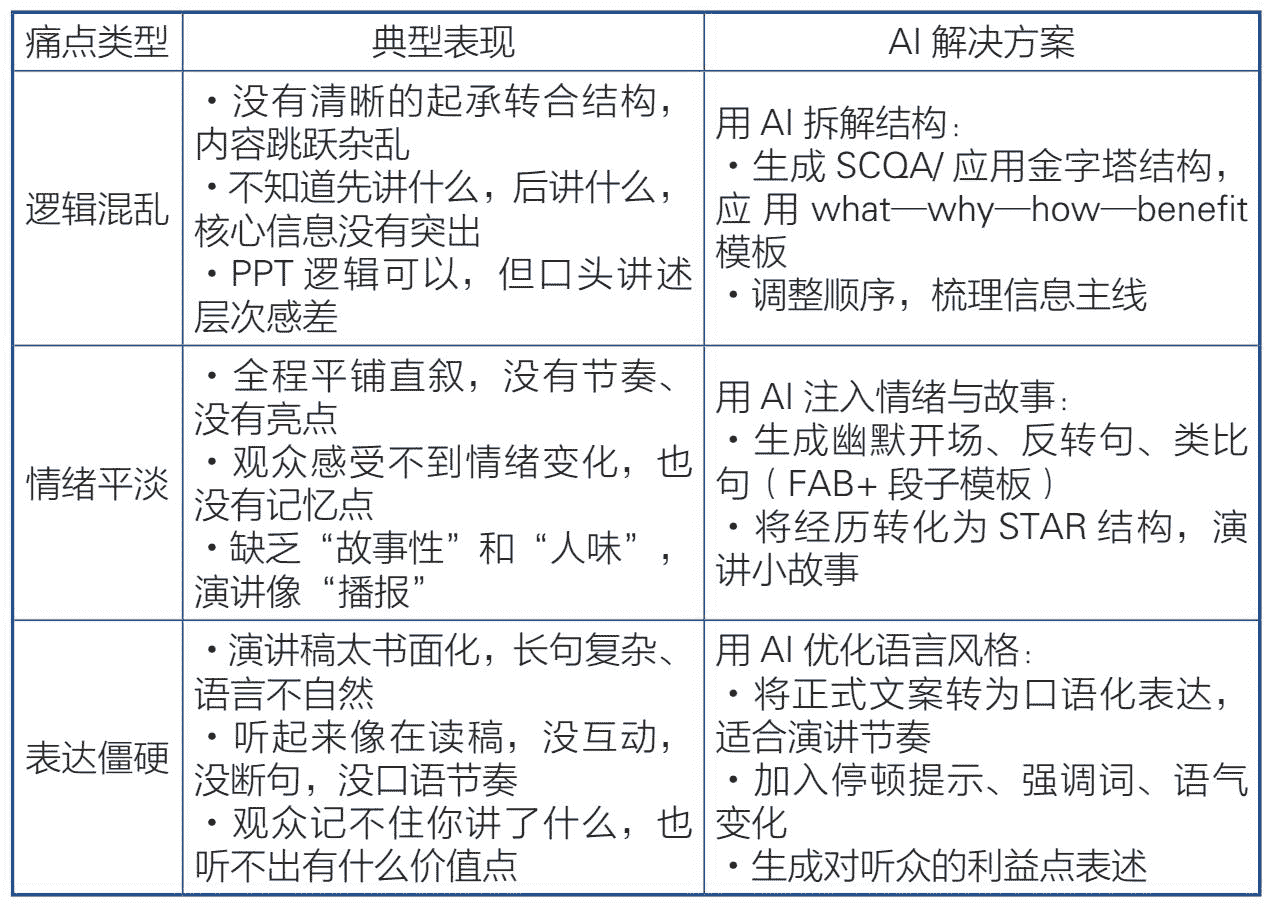 痛点类型
典型表现
AI 解决方案
逻辑混乱
·没有清晰的起承转合结构，
内容跳跃杂乱
·不知道先讲什么，后讲什么，
核心信息没有突出
·PPT 逻辑可以，但口头讲述
层次感差
用 AI 拆解结构：
·生成 SCQA/ 应用金字塔结构，
应用 what—why—how—benefit
模板
·调整顺序，梳理信息主线
情绪平淡
·全程平铺直叙，没有节奏、
没有亮点
·观众感受不到情绪变化，也
没有记忆点
·缺乏“故事性”和“人味”，
演讲像“播报”
用 AI 注入情绪与故事：
·生成幽默开场、反转句、类比
句（FAB+ 段子模板）
·将经历转化为 STAR 结构，演
讲小故事
表达僵硬
·演讲稿太书面化，长句复杂、
语言不自然
·听起来像在读稿，没互动，
没断句，没口语节奏
·观众记不住你讲了什么，也
听不出有什么价值点
用 AI 优化语言风格：
·将正式文案转为口语化表达，
适合演讲节奏
·加入停顿提示、强调词、语气
变化
·生成对听众的利益点表述